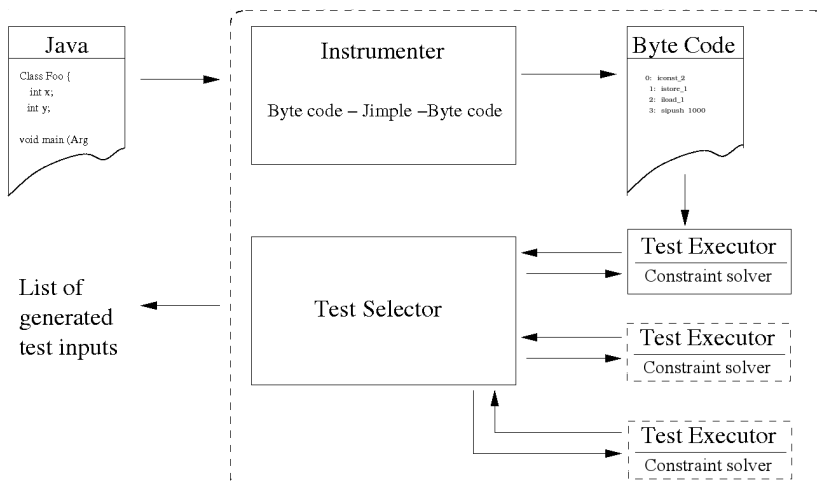 Java
Class Foo {
int x;
int y;
void main (Arg
Instrumenter
Byte code – Jimple –Byte code
Byte Code
0: iconst_2
1: istore_1
2: iload_1
3: sipush 1000
Test Executor
Constraint solver
Test Selector
List of
generated
test inputs
Test Executor
Constraint solver
Test Executor
Constraint solver